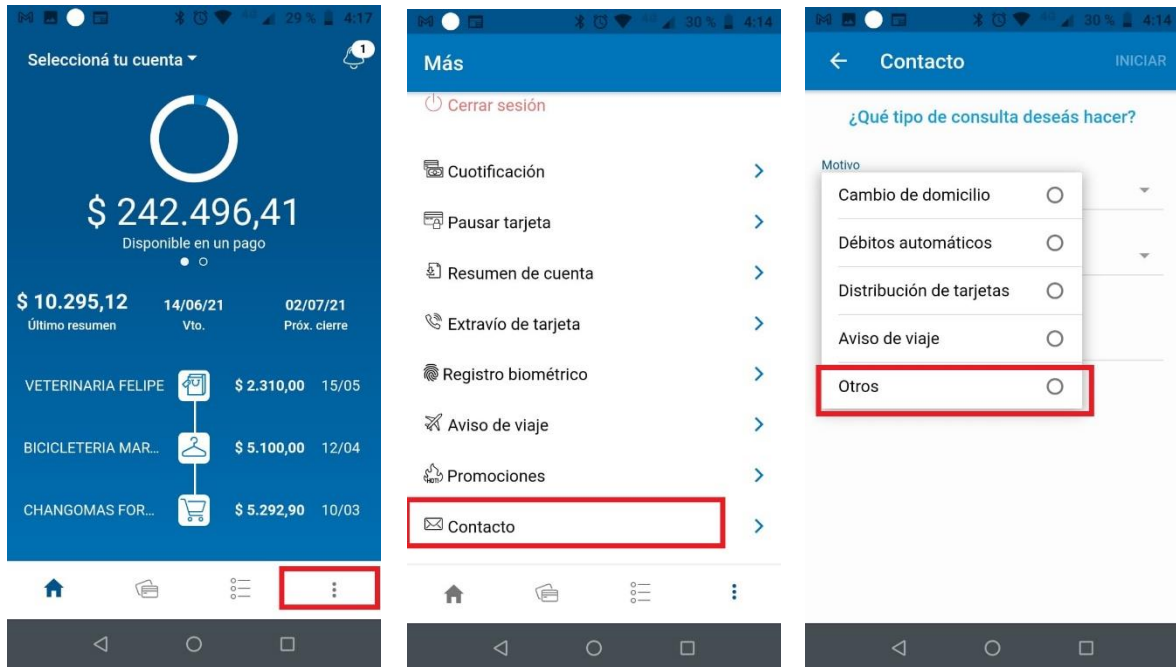 29 % 4:17
Seleccioná tu cuenta
1
$ 242.496,41
Disponible en un pago
$ 10.295,12 14/06/21 02/07/21
Último resumen Vto. Próx. cierre
VETERINARIA FELIPE $ 2.310,00 15/05
BICICLETERIA MAR... $ 5.100,00 12/04
CHANGOMAS FOR... $ 5.292,90 10/03
30 % 4:14
Más
Cerrar sesión
Cuotificación
Pausar tarjeta
Resumen de cuenta
Extravío de tarjeta
Registro biométrico
Aviso de viaje
Promociones
Contacto
30 % 4:14
Contacto INICIAR
¿Qué tipo de consulta deseás hacer?
Motivo
Cambio de domicilio
Débitos automáticos
Distribución de tarjetas
Aviso de viaje
Otros